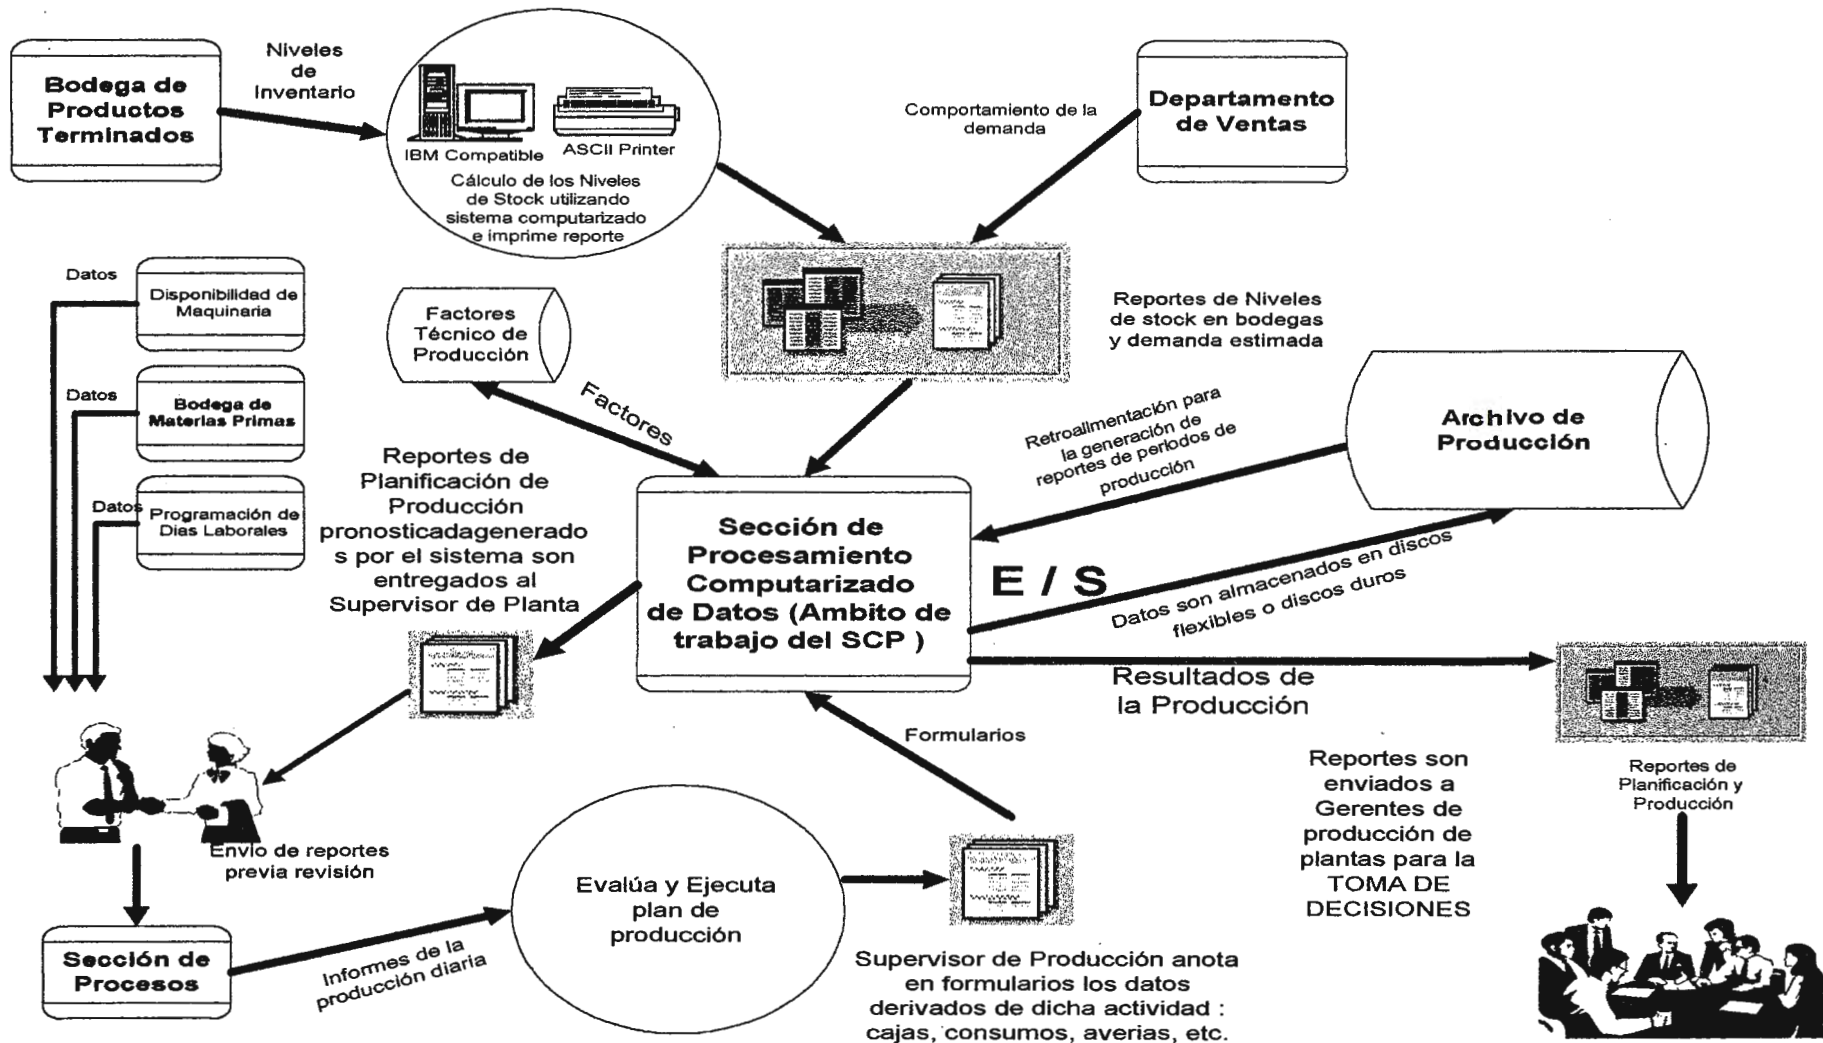 Bodega de
Productos
Terminados
Niveles
de
Inventario
IBM Compatible
ASCII Printer
Cálculo de los Niveles
de Stock utilizando
sistema computarizado
e imprime reporte
Comportamiento de la
demanda
Departamento
de Ventas
Datos
Disponibilidad de
Maquinaria
Datos
Bodega de
Materias Primas
Datos
Programación de
Dias Laborales
Factores
Técnico de
Producción
Factores
Reportes de Niveles
de stock en bodegas
y demanda estimada
Retroalimentación para
la generación de
reportes de periodos de
producción
Archivo de
Producción
Reportes de
Planificación de
Producción
pronosticadagenerado
s por el sistema son
entregados al
Supervisor de Planta
Sección de
Procesamiento
Computarizado
de Datos (Ambito de
trabajo del SCP )
E / S
Datos son almacenados en discos
flexibles o discos duros
Resultados de
la Producción
Formularios
Reportes son
enviados a
Gerentes de
producción de
plantas para la
TOMA DE
DECISIONES
Reportes de
Planificación y
Producción
Envio de reportes
previa revisión
Sección de
Procesos
Informes de la
producción diaria
Evalúa y Ejecuta
plan de
producción
Supervisor de Producción anota
en formularios los datos
derivados de dicha actividad :
cajas, consumos, averias, etc.